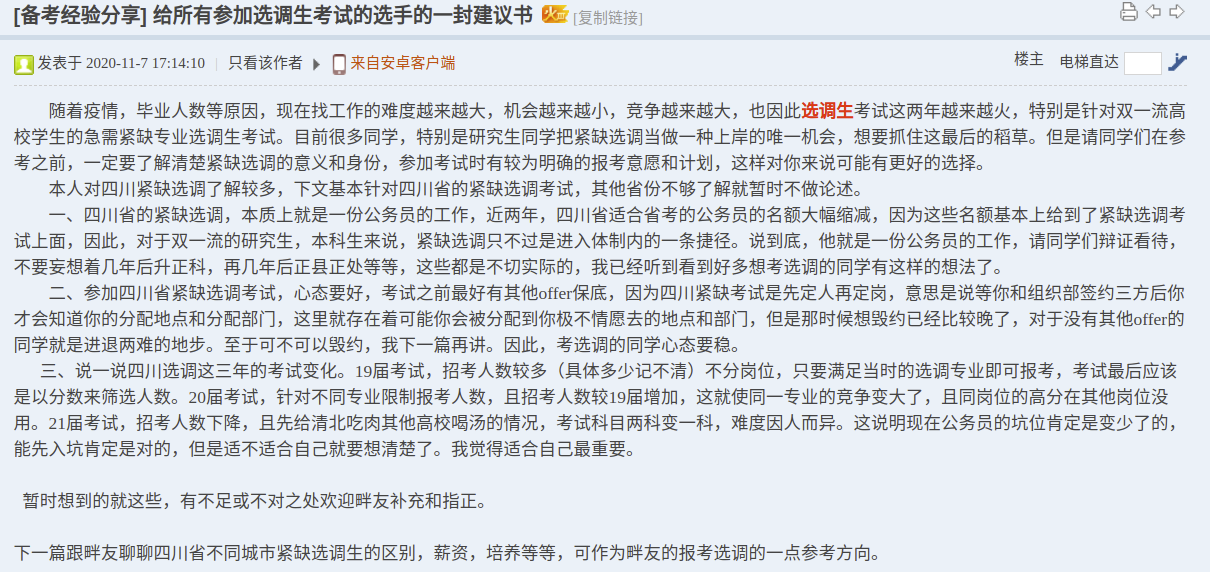 [备考经验分享] 给所有参加选调生考试的选手的一封建议书 火 [复制链接]
发表于 2020-11-7 17:14:10 | 只看该作者 来自安卓客户端 楼主 电梯直达
随着疫情，毕业人数等原因，现在找工作的难度越来越大，机会越来越小，竞争越来越大，也因此选调生考试这两年越来越火，特别是针对双一流高
校学生的急需紧缺专业选调生考试。目前很多同学，特别是研究生同学把紧缺选调当做一种上岸的唯一机会，想要抓住这最后的稻草。但是请同学们在参
考之前，一定要了解清楚紧缺选调的意义和身份，参加考试时有较为明确的报考意愿和计划，这样对你来说可能有更好的选择。
本人对四川紧缺选调了解较多，下文基本针对四川省的紧缺选调考试，其他省份不够了解就暂时不做论述。
一、四川省的紧缺选调，本质上就是一份公务员的工作，近两年，四川省适合省考的公务员的名额大幅缩减，因为这些名额基本上给到了紧缺选调考
试上面，因此，对于双一流的研究生，本科生来说，紧缺选调只不过是进入体制内的一条捷径。说到底，他就是一份公务员的工作，请同学们辩证看待，
不要妄想着几年后升正科，再几年后正县正处等等，这些都是不切实际的，我已经听到看到好多想考选调的同学有这样的想法了。
二、参加四川省紧缺选调考试，心态要好，考试之前最好有其他offer保底，因为四川紧缺考试是先定人再定岗，意思是说等你和组织部签约三方后你
才会知道你的分配地点和分配部门，这里就存在着可能你会被分配到你极不情愿去的地点和部门，但是那时候想毁约已经比较晚了，对于没有其他offer的
同学就是进退两难的地步。至于可不可以毁约，我下一篇再讲。因此，考选调的同学心态要稳。
三、说一说四川选调这三年的考试变化。19届考试，招考人数较多（具体多少记不清）不分岗位，只要满足当时的选调专业即可报考，考试最后应该
是以分数来筛选人数。20届考试，针对不同专业限制报考人数，且招考人数较19届增加，这就使同一专业的竞争变大了，且同岗位的高分在其他岗位没
用。21届考试，招考人数下降，且先给清北吃肉其他高校喝汤的情况，考试科目两科变一科，难度因人而异。这说明现在公务员的坑位肯定是变少了的，
能先入坑肯定是对的，但是适不适合自己就要想清楚了。我觉得适合自己最重要。
暂时想到的就这些，有不足或不对之处欢迎畔友补充和指正。
下一篇跟畔友聊聊四川省不同城市紧缺选调生的区别，薪资，培养等等，可作为畔友的报考选调的一点参考方向。